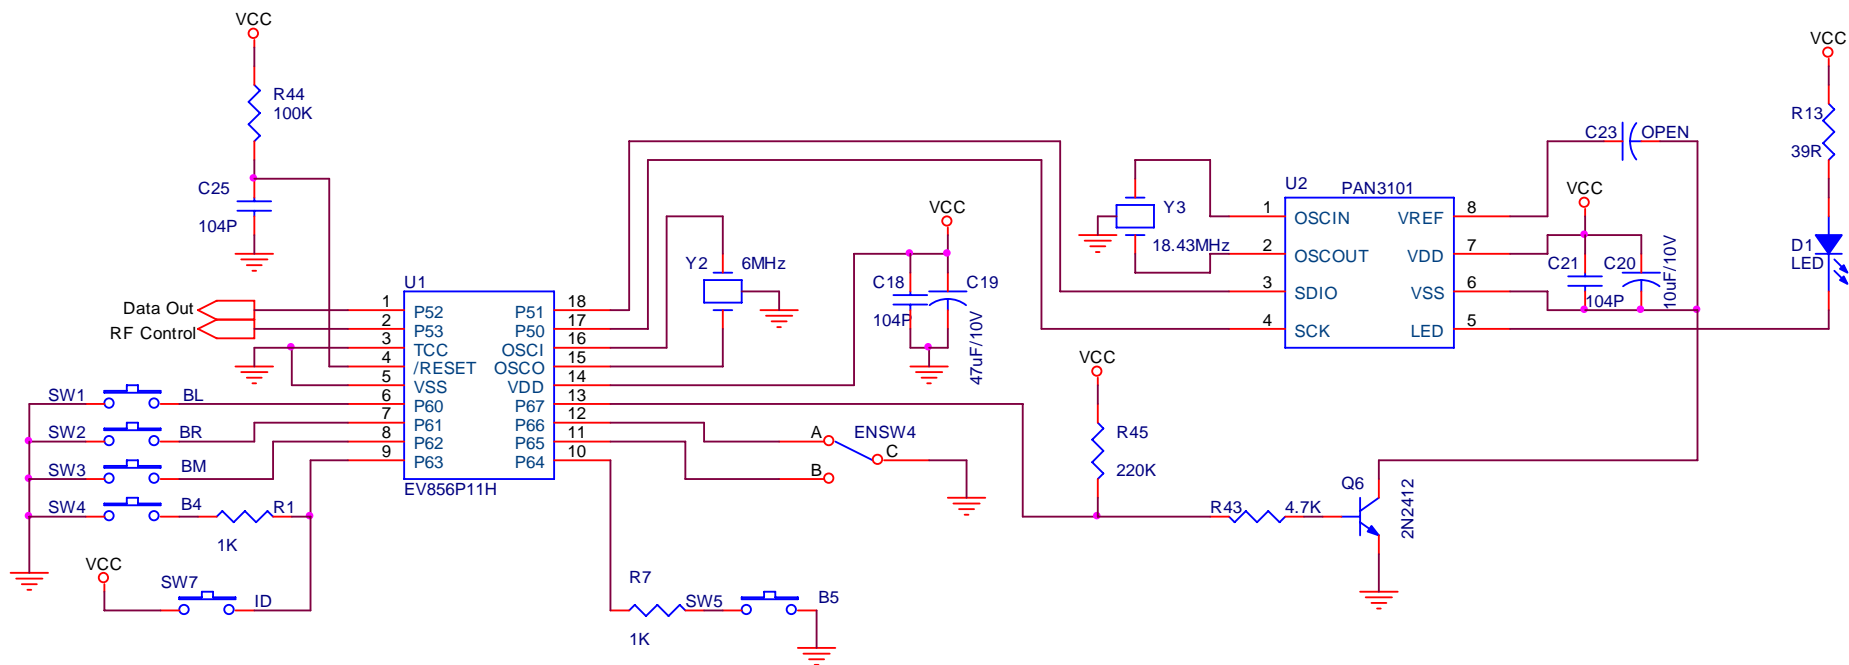 VCC
R44
100K
C25
104P
Data Out
RF Control
U1
1 P52
2 P53
3 TCC
4 /RESET
5 VSS
6 P60
7 P61
8 P62
9 P63
P51 18
P50 17
OSCI 16
OSCO 15
VDD 14
P67 13
P66 12
P65 11
P64 10
EV856P11H
SW1 BL
SW2 BR
SW3 BM
SW4 B4 R1
1K
VCC
SW7 ID
Y2 6MHz
VCC
C18 C19
104P
47uF/10V
A ENSW4
C
B
R7
SW5 B5
1K
VCC
R45
220K
R43 4.7K
Q6
2N2412
Y3
18.43MHz
U2 PAN3101
1 OSCIN
2 OSCOUT
3 SDIO
4 SCK
VREF 8
VDD 7
VSS 6
LED 5
C23 OPEN
VCC
C21 C20
104P
10uF/10V
VCC
R13
39R
D1
LED